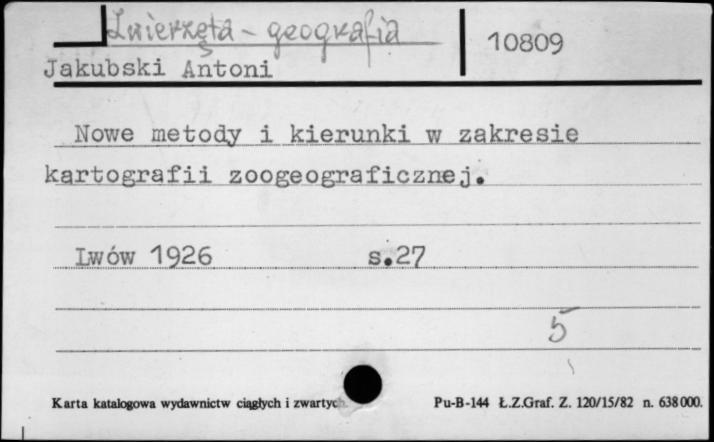 Zwierzęta - geografia
10809
Jakubski Antoni
Nowe metody i kierunki w zakresie
kartografii zoogeograficznej.
Lwów 1926 s.27
5
Karta katalogowa wydawnictw ciągłych i zwartych. Pu-B-144 Ł.Z.Graf. Z. 120/15/82 n. 638000.